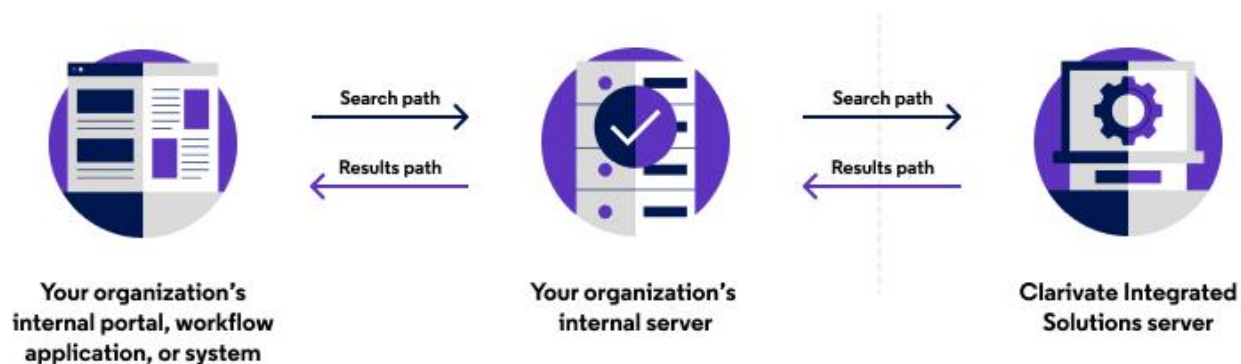 Search path
Results path
Search path
Results path
Your organization's
internal portal, workflow
application, or system
Your organization's
internal server
Clarivate Integrated
Solutions server